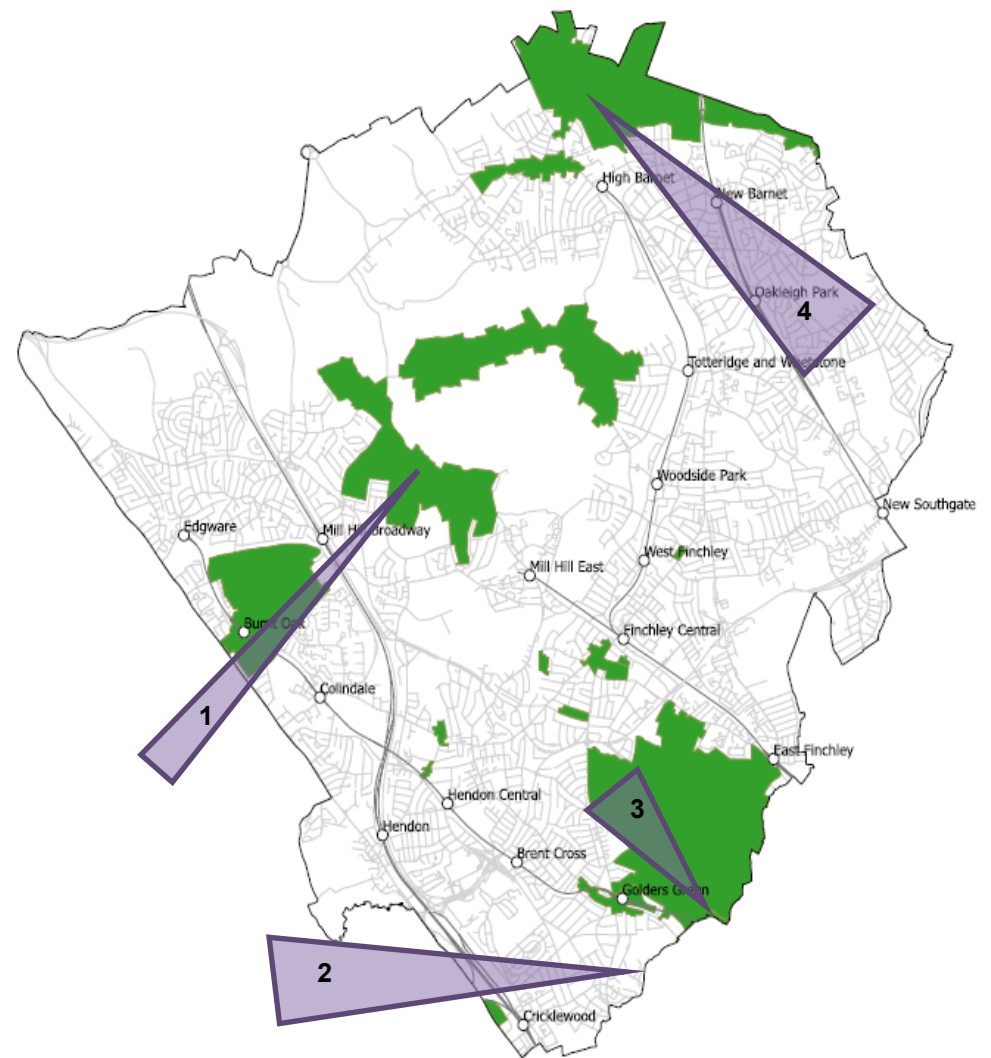 High Barnet
New Barnet
Oakleigh Park
4
Totteridge and Whetstone
Woodside Park
New Southgate
Edgware
Mill Hill Broadway
West Finchley
Mill Hill East
Burnt Oak
Finchley Central
Colindale
1
East Finchley
Hendon Central
3
Hendon
Brent Cross
Golders Green
2
Cricklewood